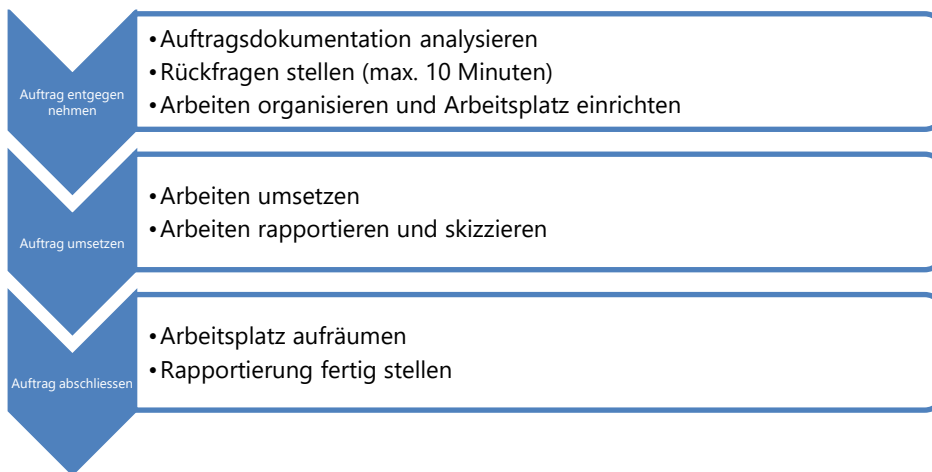 Auftrag entgegen
nehmen
•Auftragsdokumentation analysieren
•Rückfragen stellen (max. 10 Minuten)
•Arbeiten organisieren und Arbeitsplatz einrichten
Auftrag umsetzen
•Arbeiten umsetzen
•Arbeiten rapportieren und skizzieren
Auftrag abschliessen
•Arbeitsplatz aufräumen
•Rapportierung fertig stellen